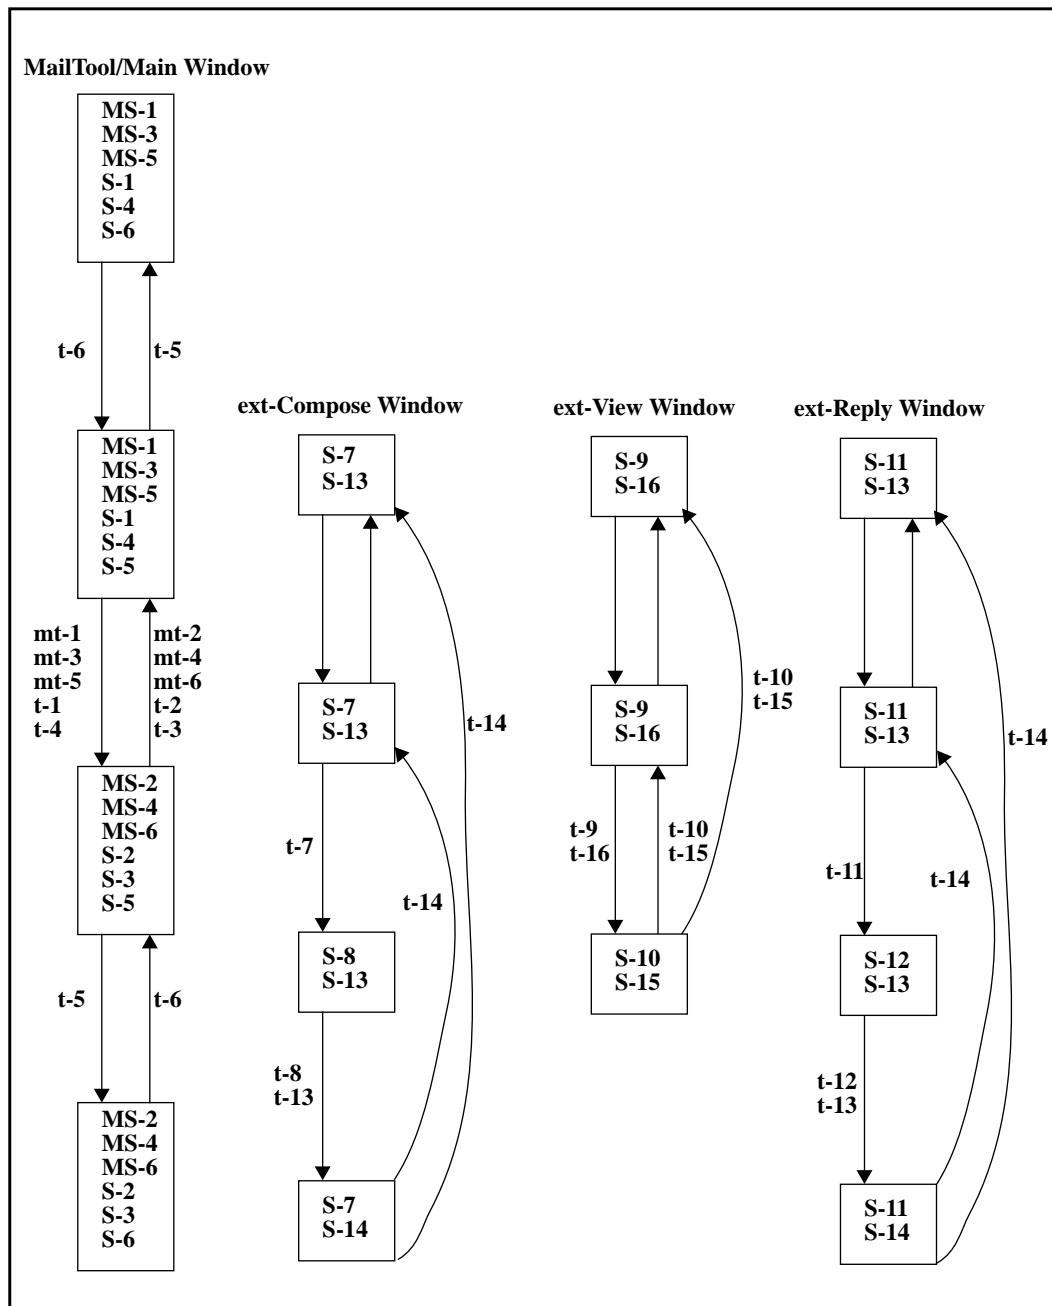 MailTool/Main Window
MS-1
MS-3
MS-5
S-1
S-4
S-6
t-6
t-5
MS-1
MS-3
MS-5
S-1
S-4
S-5
mt-1
mt-3
mt-5
t-1
t-4
mt-2
mt-4
mt-6
t-2
t-3
MS-2
MS-4
MS-6
S-2
S-3
S-5
t-5
t-6
MS-2
MS-4
MS-6
S-2
S-3
S-6
ext-Compose Window
S-7
S-13
S-7
S-13
t-14
t-7
t-14
S-8
S-13
t-8
t-13
S-7
S-14
ext-View Window
S-9
S-16
t-10
t-15
S-9
S-16
t-9
t-16
t-10
t-15
S-10
S-15
ext-Reply Window
S-11
S-13
S-11
S-13
t-14
t-11
t-14
S-12
S-13
t-12
t-13
S-11
S-14